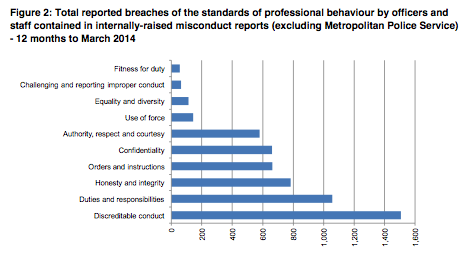 Figure 2: Total reported breaches of the standards of professional behaviour by officers and
staff contained in internally-raised misconduct reports (excluding Metropolitan Police Service)
- 12 months to March 2014
Fitness for duty
Challenging and reporting improper conduct
Equality and diversity
Use of force
Authority, respect and courtesy
Confidentiality
Orders and instructions
Honesty and integrity
Duties and responsibilities
Discreditable conduct
0
200
400
600
800
1,000
1,200
1,400
1,600